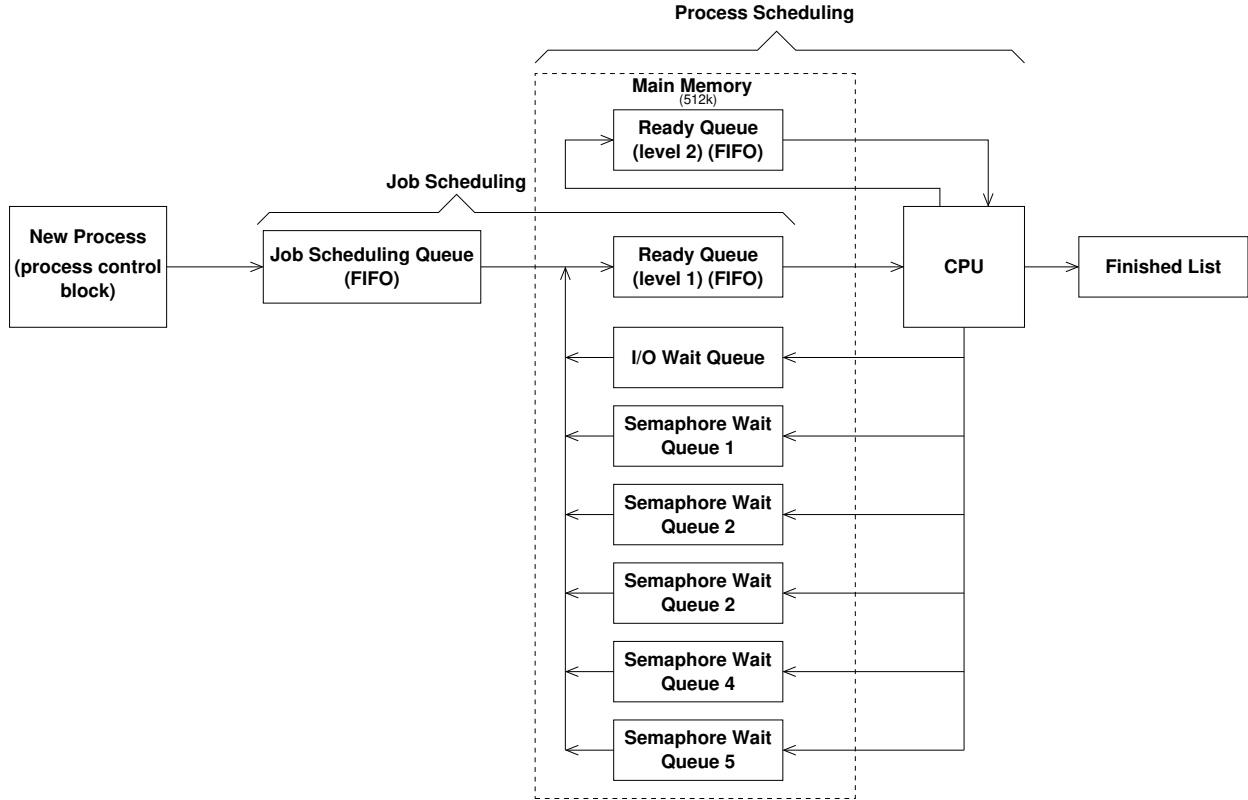 Process Scheduling
Main Memory
(512k)
Ready Queue
(level 2) (FIFO)
Job Scheduling
New Process
(process control
block)
Job Scheduling Queue
(FIFO)
Ready Queue
(level 1) (FIFO)
CPU
Finished List
I/O Wait Queue
Semaphore Wait
Queue 1
Semaphore Wait
Queue 2
Semaphore Wait
Queue 2
Semaphore Wait
Queue 4
Semaphore Wait
Queue 5